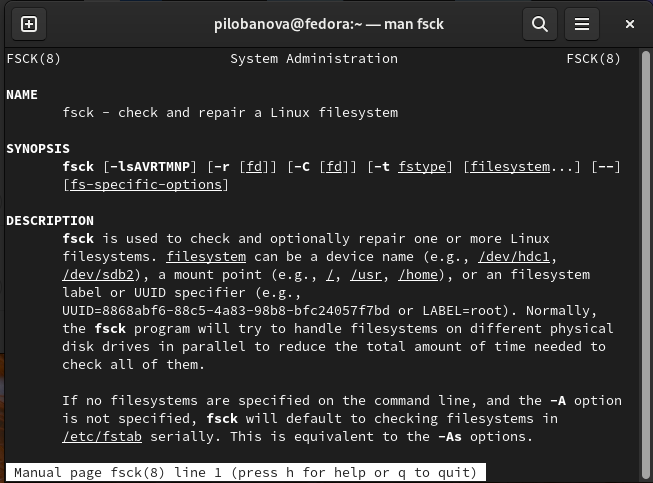 pilobanova@fedora:~ — man fsck
FSCK(8) System Administration FSCK(8)
NAME
fsck - check and repair a Linux filesystem
SYNOPSIS
fsck [-lsAVRTMNP] [-r [fd]] [-C [fd]] [-t fstype] [filesystem...] [--]
[fs-specific-options]
DESCRIPTION
fsck is used to check and optionally repair one or more Linux
filesystems. filesystem can be a device name (e.g., /dev/hdc1,
/dev/sdb2), a mount point (e.g., /, /usr, /home), or an filesystem
label or UUID specifier (e.g.,
UUID=8868abf6-88c5-4a83-98b8-bfc24057f7bd or LABEL=root). Normally,
the fsck program will try to handle filesystems on different physical
disk drives in parallel to reduce the total amount of time needed to
check all of them.
If no filesystems are specified on the command line, and the -A option
is not specified, fsck will default to checking filesystems in
/etc/fstab serially. This is equivalent to the -As options.
Manual page fsck(8) line 1 (press h for help or q to quit)